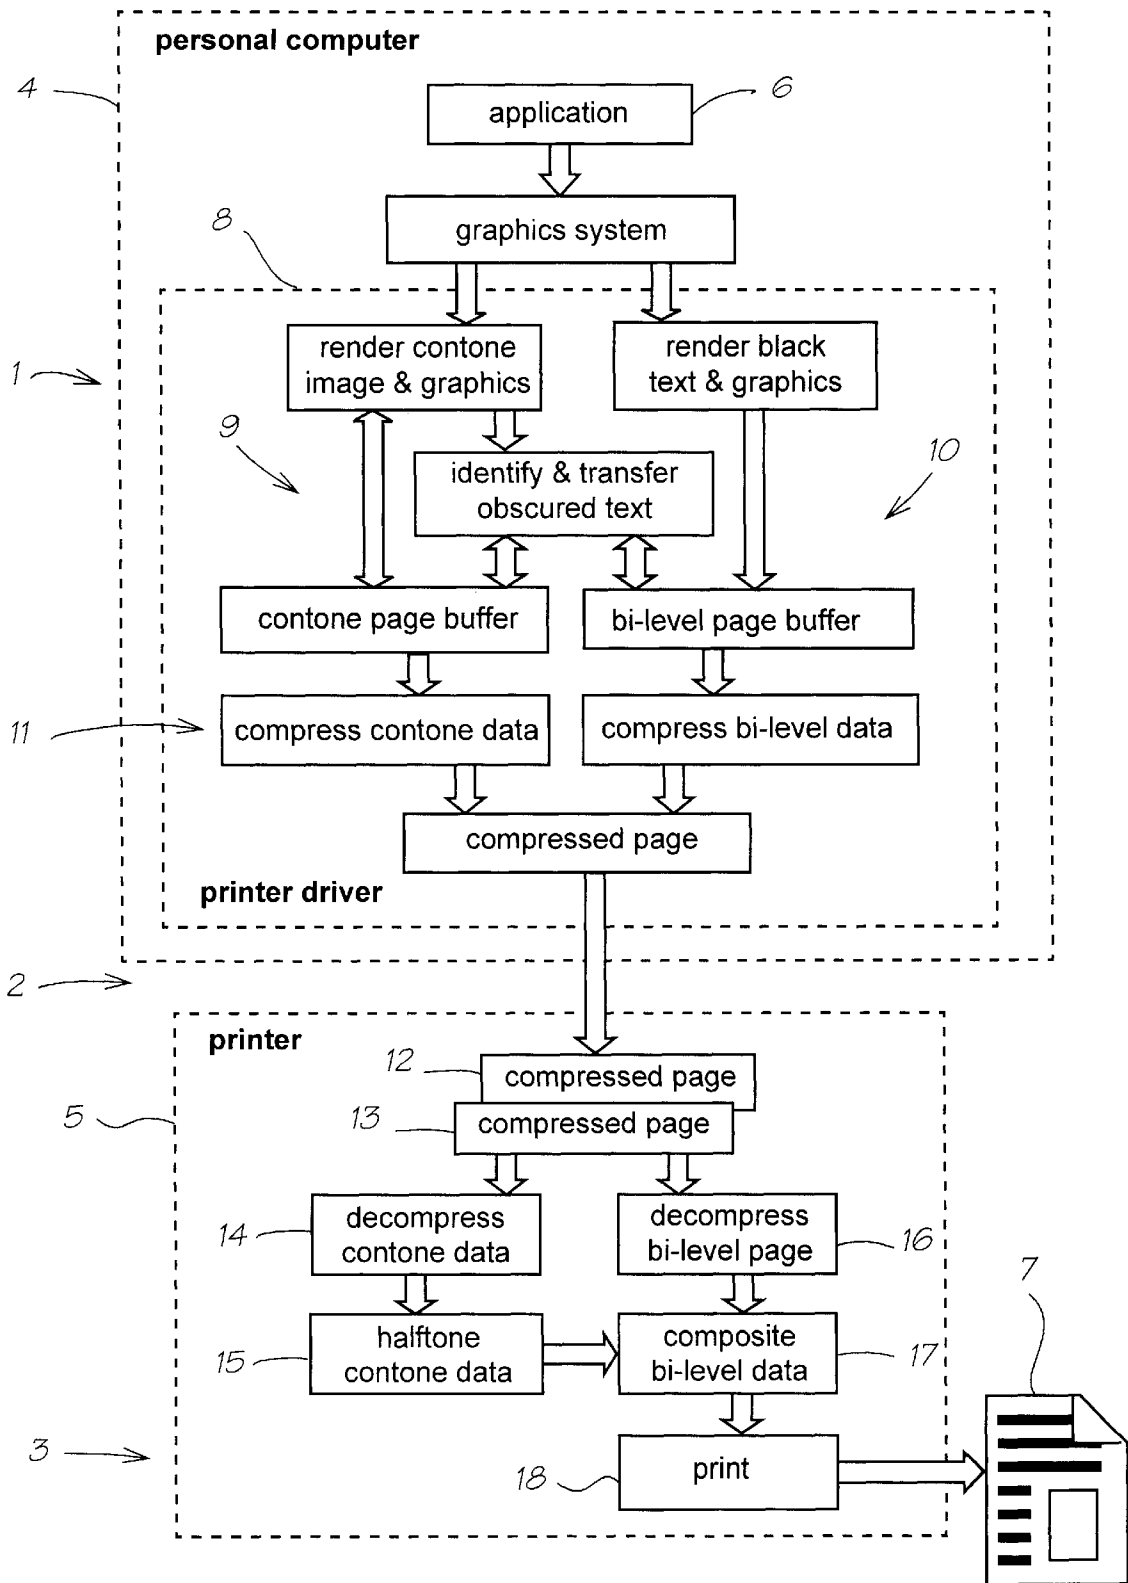 personal computer
4
application
6
graphics system
8
render contone
image & graphics
render black
text & graphics
1
9
identify & transfer
obscured text
10
contone page buffer
bi-level page buffer
11
compress contone data
compress bi-level data
compressed page
printer driver
2
printer
12
compressed page
13
compressed page
5
14
decompress
contone data
decompress
bi-level page
16
7
15
halftone
contone data
composite
bi-level data
17
3
18
print